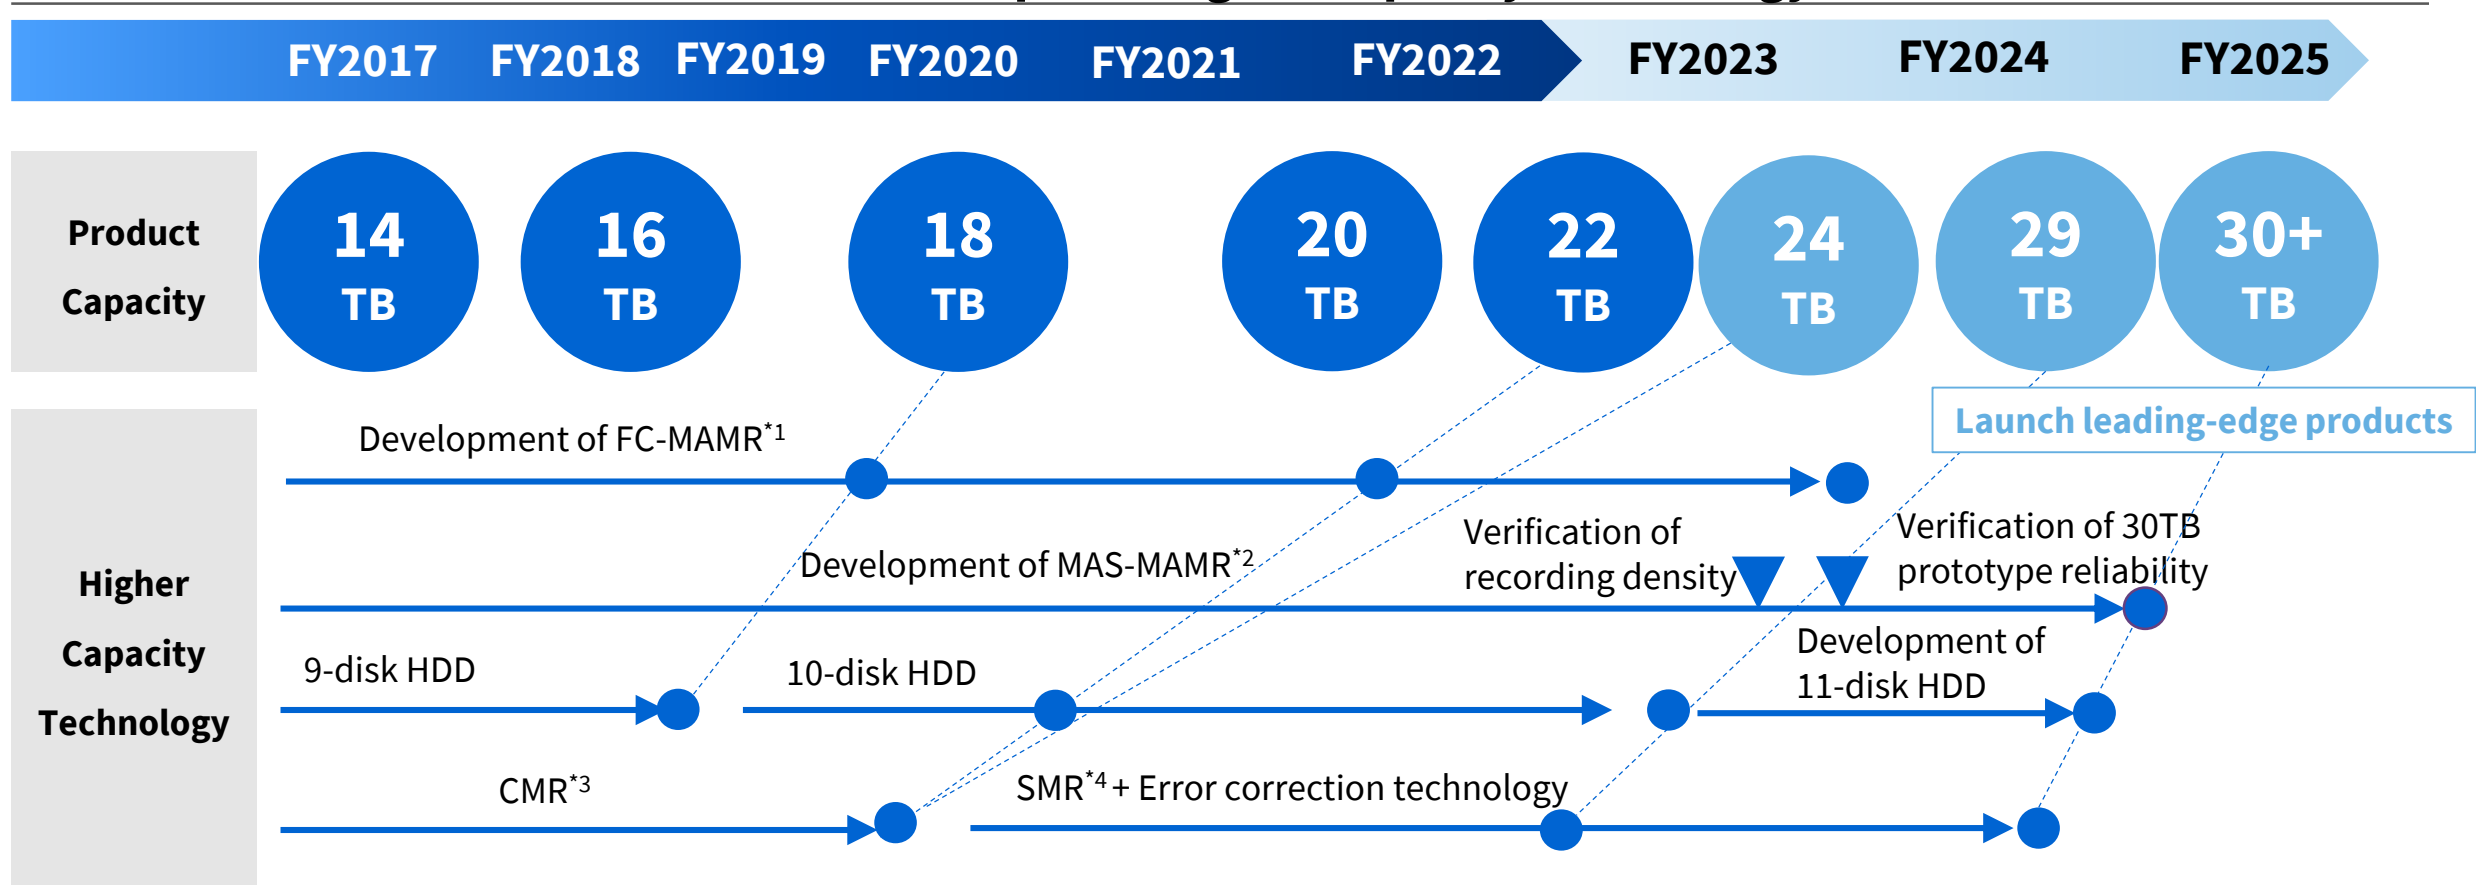 FY2017 FY2018 FY2019 FY2020 FY2021 FY2022 FY2023 FY2024 FY2025
Product
Capacity
14
TB
16
TB
18
TB
20
TB
22
TB
24
TB
29
TB
30+
TB
Launch leading-edge products
Higher
Capacity
Technology
Development of FC-MAMR*1
Development of MAS-MAMR*2
Verification of
recording density
Verification of 30TB
prototype reliability
9-disk HDD
10-disk HDD
Development of
11-disk HDD
CMR*3
SMR*4 + Error correction technology